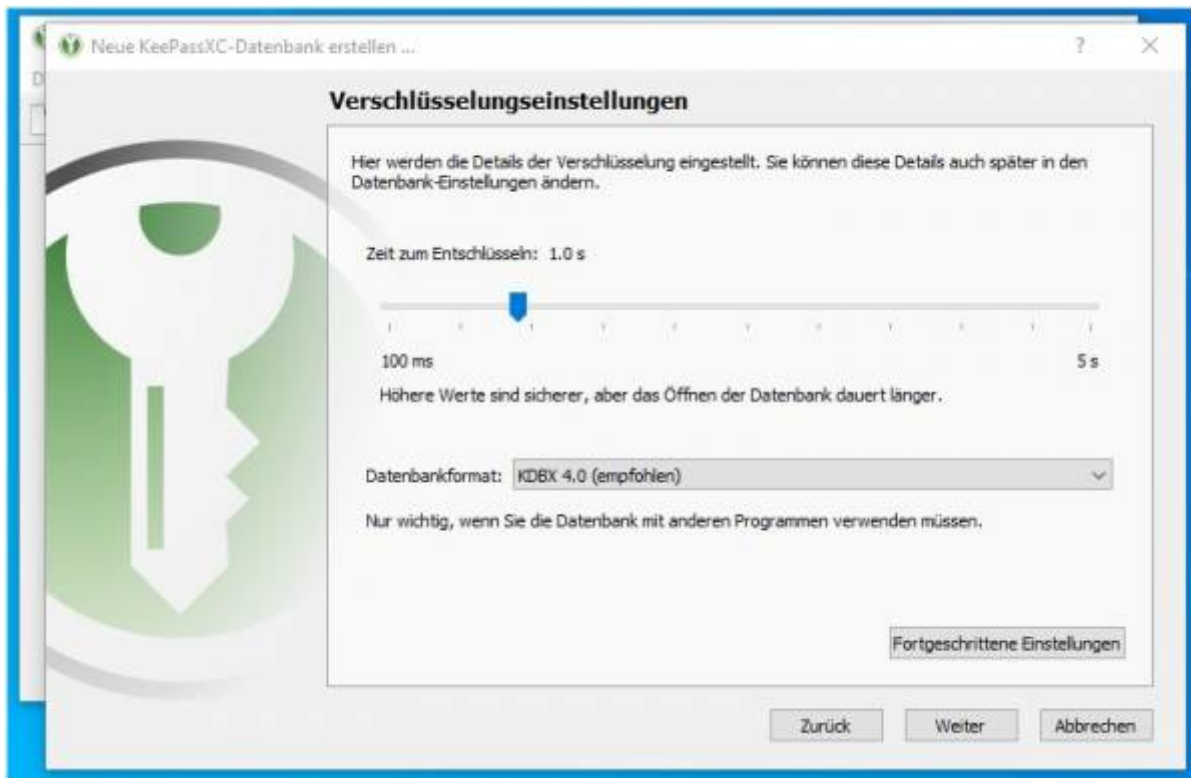 Neue KeePassXC-Datenbank erstellen ...
?
D
Verschlüsselungseinstellungen
Hier werden die Details der Verschlüsselung eingestellt. Sie können diese Details auch später in den
Datenbank-Einstellungen ändern.
Zeit zum Entschlüsseln: 1.0 s
100 ms 5 s
Höhere Werte sind sicherer, aber das Öffnen der Datenbank dauert länger.
Datenbankformat: KDBX 4.0 (empfohlen)
Nur wichtig, wenn Sie die Datenbank mit anderen Programmen verwenden müssen.
Fortgeschrittene Einstellungen
Zurück Weiter Abbrechen